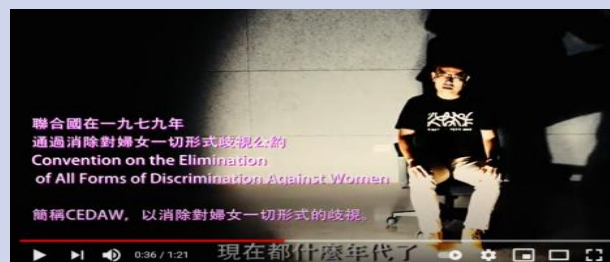 聯合國在一九七九年
通過消除對婦女一切形式歧視公約
Convention on the Elimination
of All Forms of Discrimination Against Women
簡稱CEDAW，以消除對婦女一切形式的歧視。
現在都什麼年代了
0:36 / 1:21